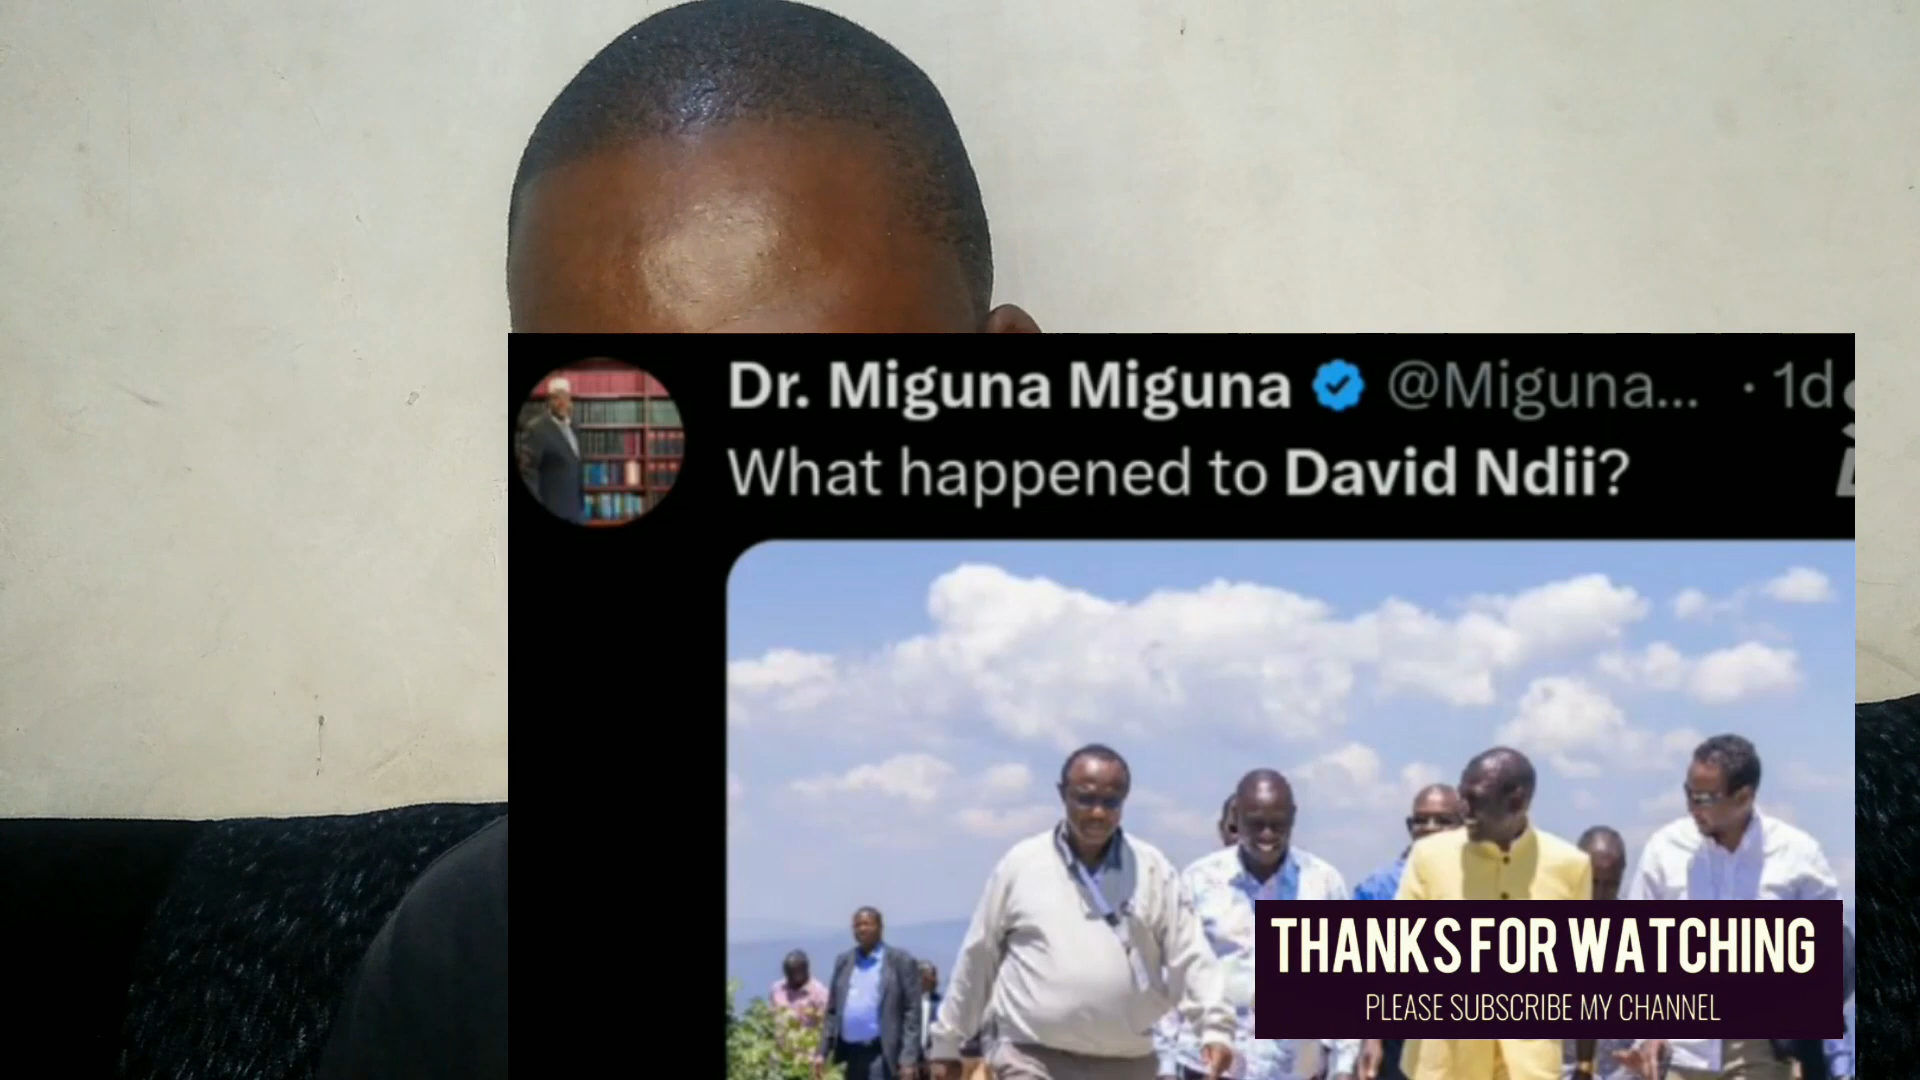 Dr. Miguna Miguna @Miguna... · 1d
What happened to David Ndii?
THANKS FOR WATCHING
PLEASE SUBSCRIBE MY CHANNEL